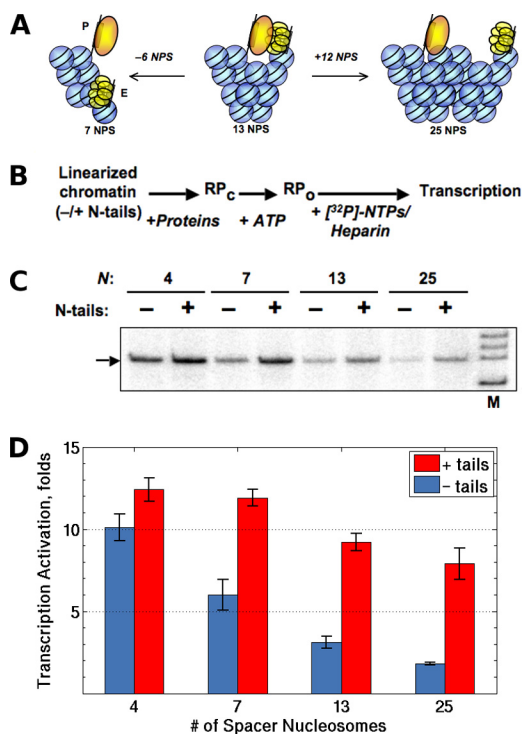 A
P
–6 NPS
+12 NPS
E
7 NPS
13 NPS
25 NPS
B
Linearized chromatin (–/+ N-tails)
RPC
RPO
Transcription
+Proteins
+ ATP
+ [32P]-NTPs/
Heparin
C
N: 4 7 13 25
N-tails: – + – + – + – +
M
D
15
10
5
Transcription Activation, folds
+ tails
– tails
4 7 13 25
# of Spacer Nucleosomes